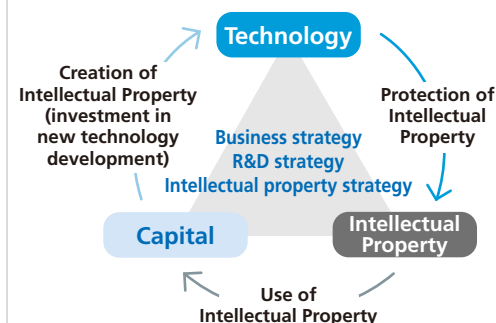 Technology
Creation of
Intellectual Property
(investment in
new technology
development)
Protection of
Intellectual
Property
Business strategy
R&D strategy
Intellectual property strategy
Capital
Intellectual
Property
Use of
Intellectual Property